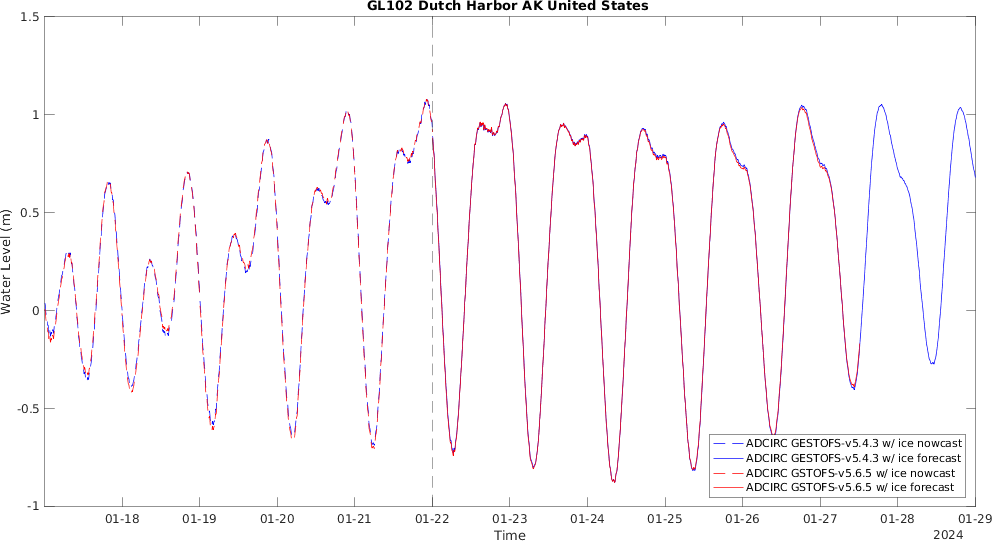 GL102 Dutch Harbor AK United States
1.5
1
0.5
0
-0.5
-1
Water Level (m)
01-18 01-19 01-20 01-21 01-22 01-23 01-24 01-25 01-26 01-27 01-28 01-29
Time
2024
ADCIRC GESTOFS-v5.4.3 w/ ice nowcast
ADCIRC GESTOFS-v5.4.3 w/ ice forecast
ADCIRC GSTOFS-v5.6.5 w/ ice nowcast
ADCIRC GSTOFS-v5.6.5 w/ ice forecast